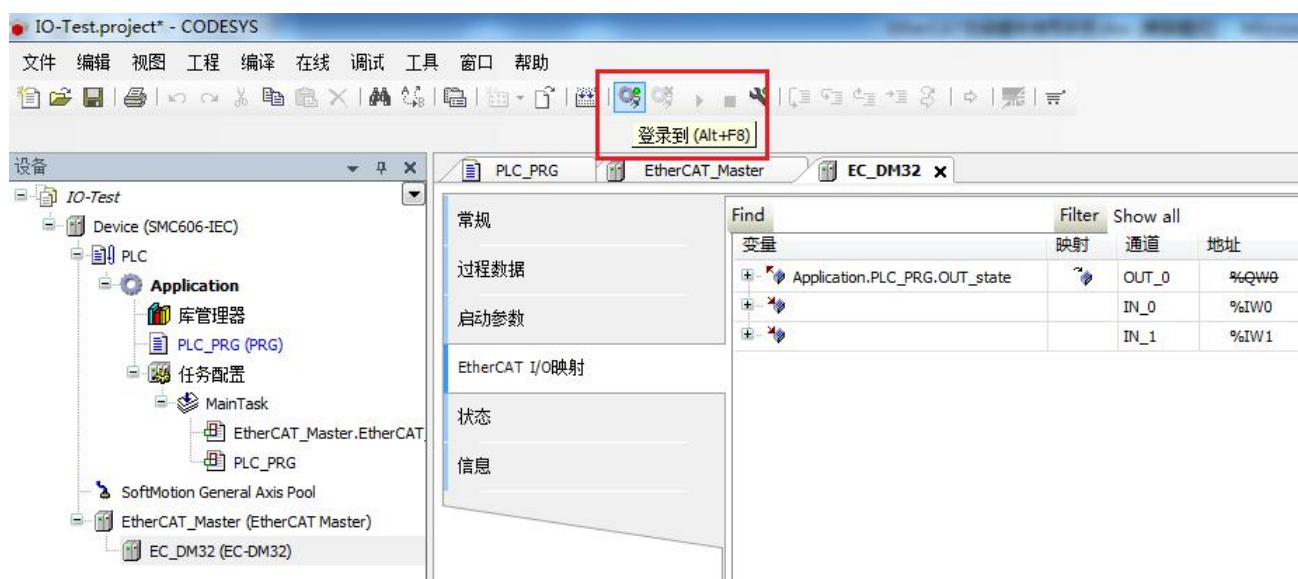 IO-Test.project* - CODESYS
文件 编辑 视图 工程 编译 在线 调试 工具 窗口 帮助
登录到 (Alt+F8)
设备
IO-Test
Device (SMC606-IEC)
PLC
Application
库管理器
PLC_PRG (PRG)
任务配置
MainTask
EtherCAT_Master.EtherCAT_
PLC_PRG
SoftMotion General Axis Pool
EtherCAT_Master (EtherCAT Master)
EC_DM32 (EC-DM32)
PLC_PRG EtherCAT_Master EC_DM32
常规
过程数据
启动参数
EtherCAT I/O映射
状态
信息
Find Filter Show all
变量 映射 通道 地址
Application.PLC_PRG.OUT_state OUT_0 %QW0
IN_0 %IW0
IN_1 %IW1